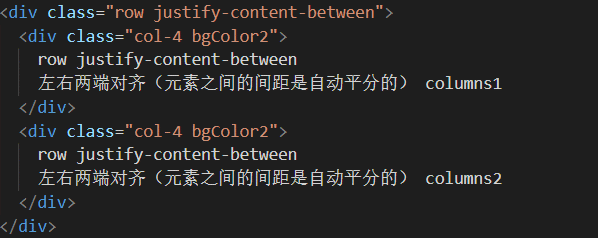 <div class="row justify-content-between">
<div class="col-4 bgColor2">
row justify-content-between
左右两端对齐（元素之间的间距是自动平分的） columns1
</div>
<div class="col-4 bgColor2">
row justify-content-between
左右两端对齐（元素之间的间距是自动平分的） columns2
</div>
</div>